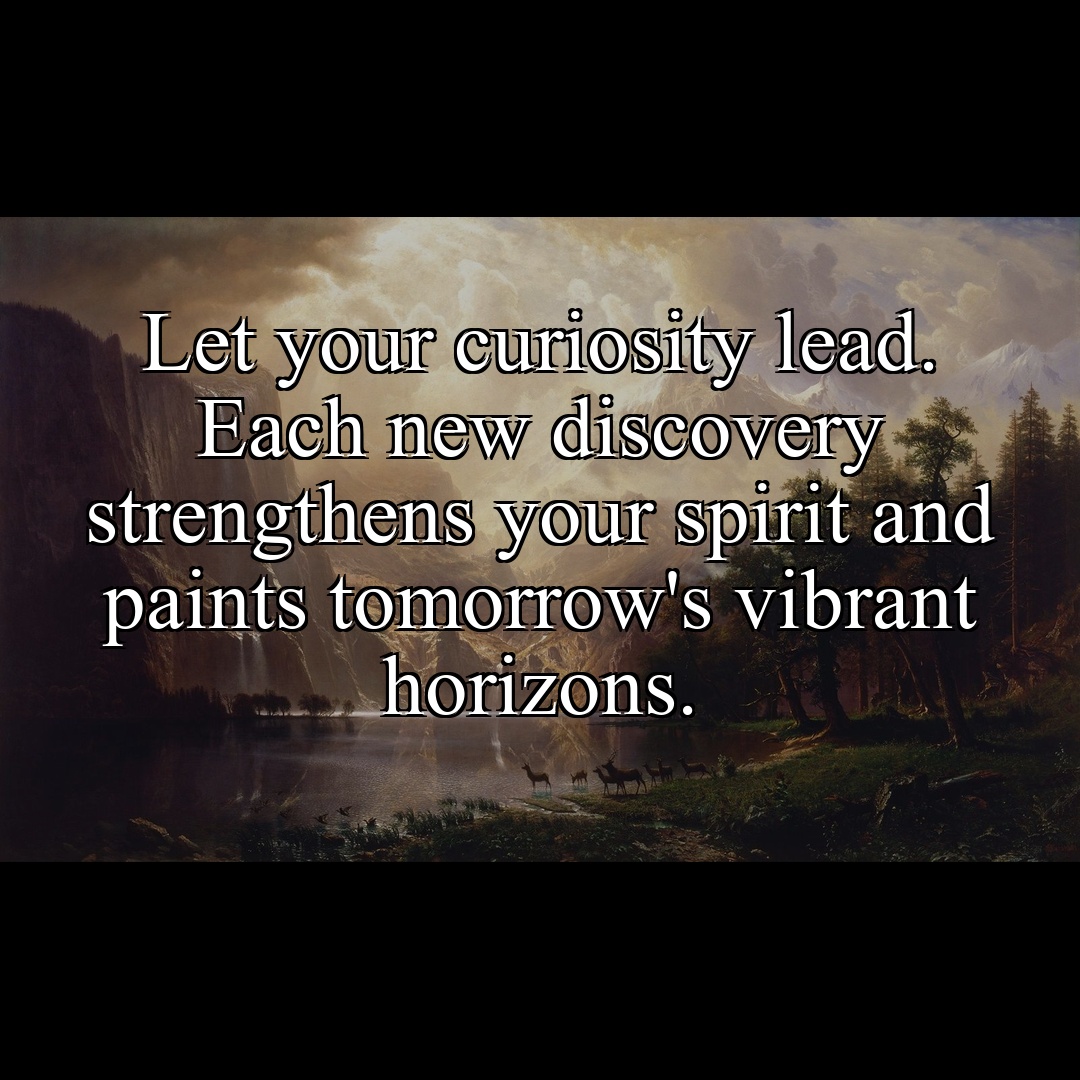 Let your curiosity lead.
Each new discovery
strengthens your spirit and
paints tomorrow's vibrant
horizons.